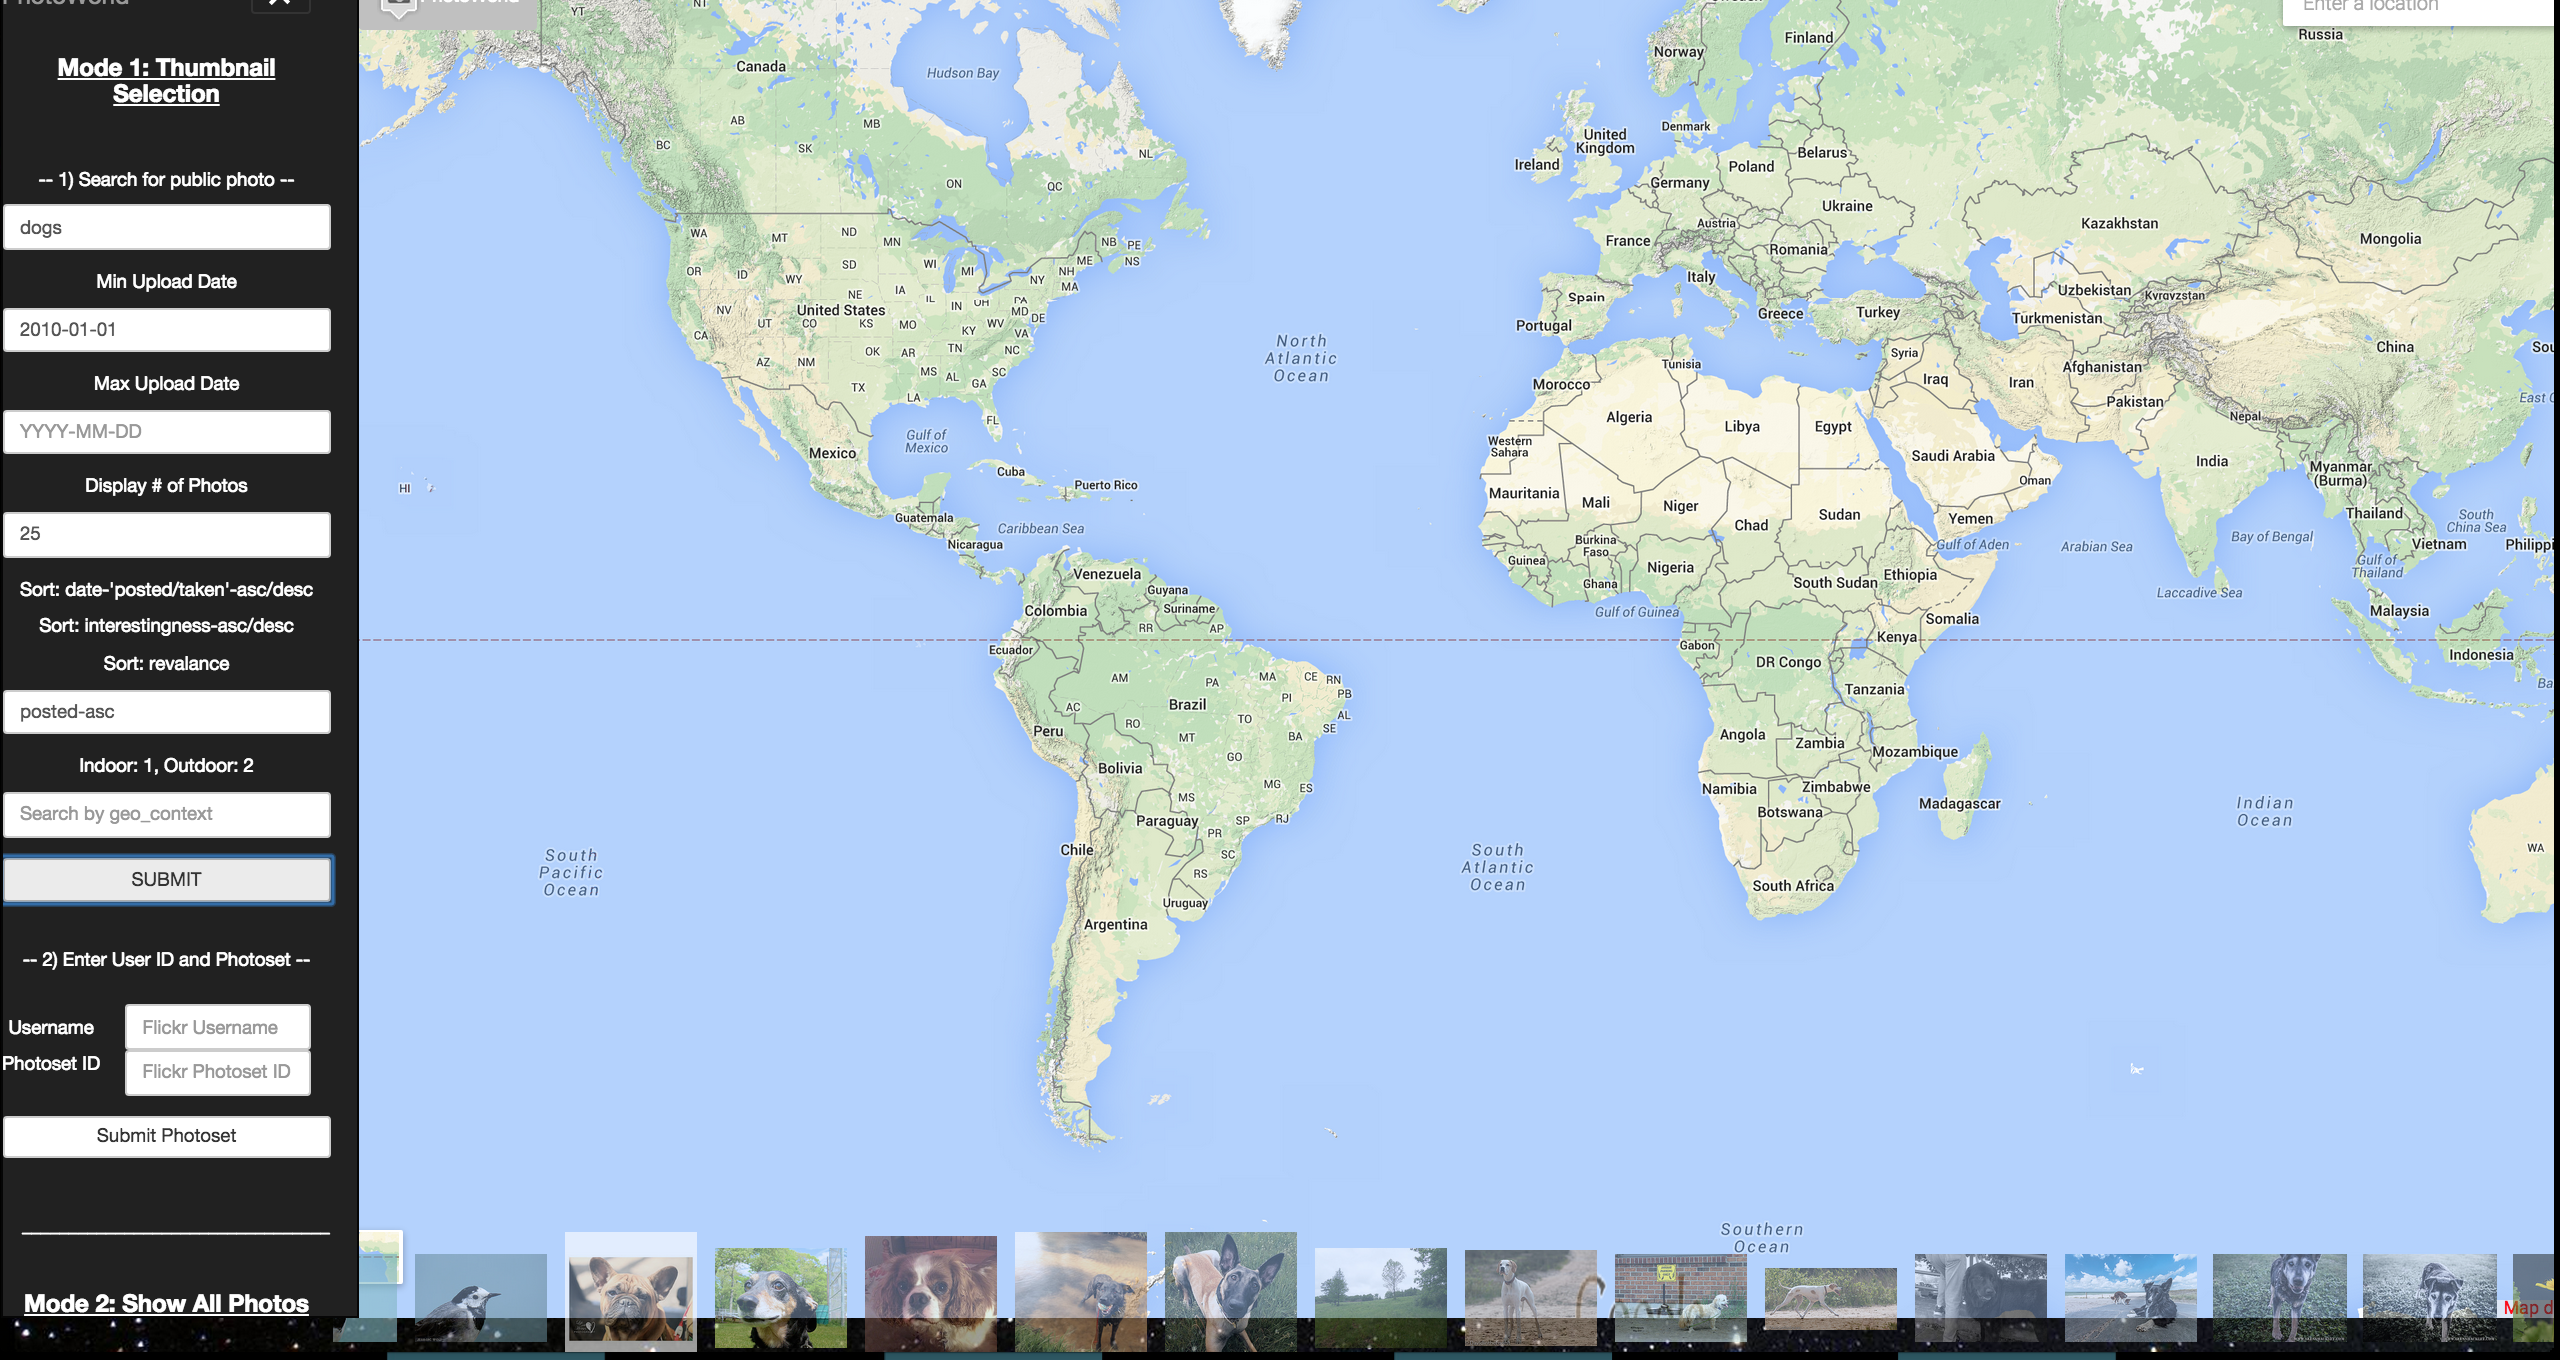 PhotoWorld
Mode 1: Thumbnail
Selection
-- 1) Search for public photo --
dogs
Min Upload Date
2010-01-01
Max Upload Date
YYYY-MM-DD
Display # of Photos
25
Sort: date-'posted/taken'-asc/desc
Sort: interestingness-asc/desc
Sort: revalance
posted-asc
Indoor: 1, Outdoor: 2
Search by geo_context
SUBMIT
-- 2) Enter User ID and Photoset --
Username
Flickr Username
Photoset ID
Flickr Photoset ID
Submit Photoset
Mode 2: Show All Photos
PhotoWorld
Enter a location
YT
NT
Canada
Hudson Bay
AB
MB
BC
SK
NL
ON
QC
WA
MT
ND
MN
NB
PE
NS
ME
OR
ID
WY
SD
WI
MI
NY
NH
MA
NE
IA
IL
IN
OH
PA
NV
UT
United States
CO
KS
MO
KY
WV
MD
DE
VA
CA
AZ
NM
OK
AR
TN
NC
TX
MS
AL
GA
SC
LA
FL
Gulf of
Mexico
Mexico
HI
Cuba
Puerto Rico
Guatemala
Caribbean Sea
Nicaragua
North
Atlantic
Ocean
Venezuela
Guyana
Suriname
Colombia
RR
AP
Ecuador
AM
PA
MA
CE
RN
PB
PI
AL
SE
AC
RO
Brazil
TO
BA
MT
GO
Peru
Bolivia
MG
ES
MS
SP
RJ
Paraguay
PR
SC
Chile
RS
Uruguay
Argentina
South
Pacific
Ocean
South
Atlantic
Ocean
Sweden
Norway
Finland
Russia
United
Kingdom
Ireland
Denmark
Belarus
Poland
Germany
Ukraine
Austria
France
Romania
Italy
Spain
Portugal
Greece
Turkey
Kazakhstan
Mongolia
Uzbekistan
Kyrgyzstan
Turkmenistan
China
Sou
East C
Tunisia
Syria
Iraq
Iran
Afghanistan
Pakistan
Nepal
Morocco
Algeria
Libya
Egypt
Western
Sahara
Saudi Arabia
Oman
India
Myanmar
(Burma)
Mauritania
Mali
Niger
Chad
Sudan
Yemen
Thailand
South
China Sea
Burkina
Faso
Gulf of Aden
Arabian Sea
Bay of Bengal
Vietnam
Philippi
Guinea
Ghana
Nigeria
South Sudan
Ethiopia
Gulf of
Thailand
Gulf of Guinea
Laccadive Sea
Malaysia
Somalia
Gabon
Kenya
DR Congo
Indonesia
Tanzania
Ba
Angola
Zambia
Mozambique
Namibia
Zimbabwe
Botswana
Madagascar
Indian
Ocean
WA
South Africa
Southern
Ocean
Map d